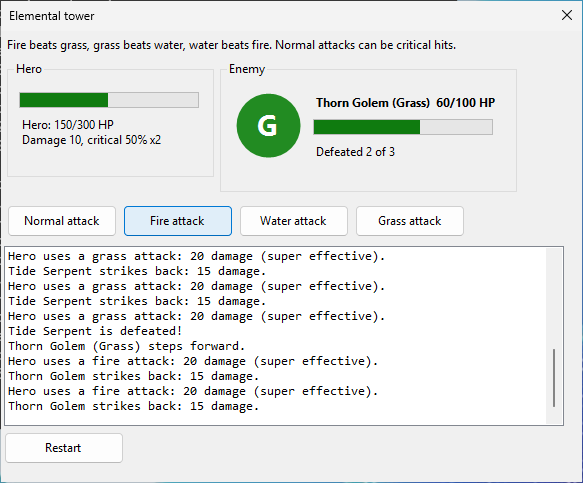 Elemental tower
Fire beats grass, grass beats water, water beats fire. Normal attacks can be critical hits.
Hero
Hero: 150/300 HP
Damage 10, critical 50% x2
Enemy
G
Thorn Golem (Grass) 60/100 HP
Defeated 2 of 3
Normal attack
Fire attack
Water attack
Grass attack
Hero uses a grass attack: 20 damage (super effective).
Tide Serpent strikes back: 15 damage.
Hero uses a grass attack: 20 damage (super effective).
Tide Serpent strikes back: 15 damage.
Hero uses a grass attack: 20 damage (super effective).
Tide Serpent is defeated!
Thorn Golem (Grass) steps forward.
Hero uses a fire attack: 20 damage (super effective).
Thorn Golem strikes back: 15 damage.
Hero uses a fire attack: 20 damage (super effective).
Thorn Golem strikes back: 15 damage.
Restart